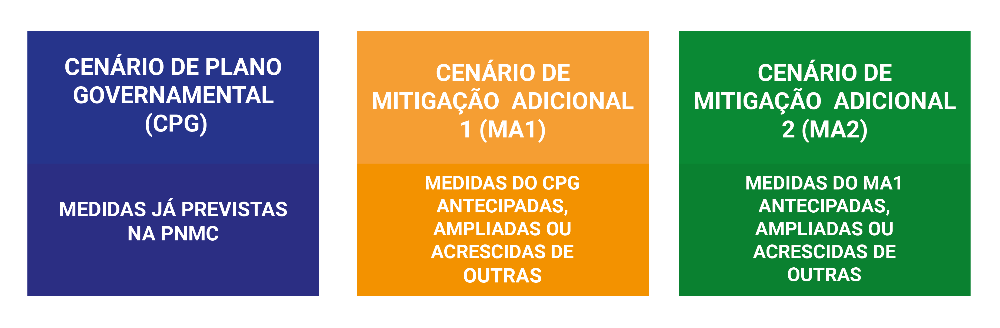 CENÁRIO DE PLANO
GOVERNAMENTAL
(CPG)
MEDIDAS JÁ PREVISTAS
NA PNMC
CENÁRIO DE
MITIGAÇÃO ADICIONAL
1 (MA1)
MEDIDAS DO CPG
ANTECIPADAS,
AMPLIADAS OU
ACRESCIDAS DE
OUTRAS
CENÁRIO DE
MITIGAÇÃO ADICIONAL
2 (MA2)
MEDIDAS DO MA1
ANTECIPADAS,
AMPLIADAS OU
ACRESCIDAS DE
OUTRAS